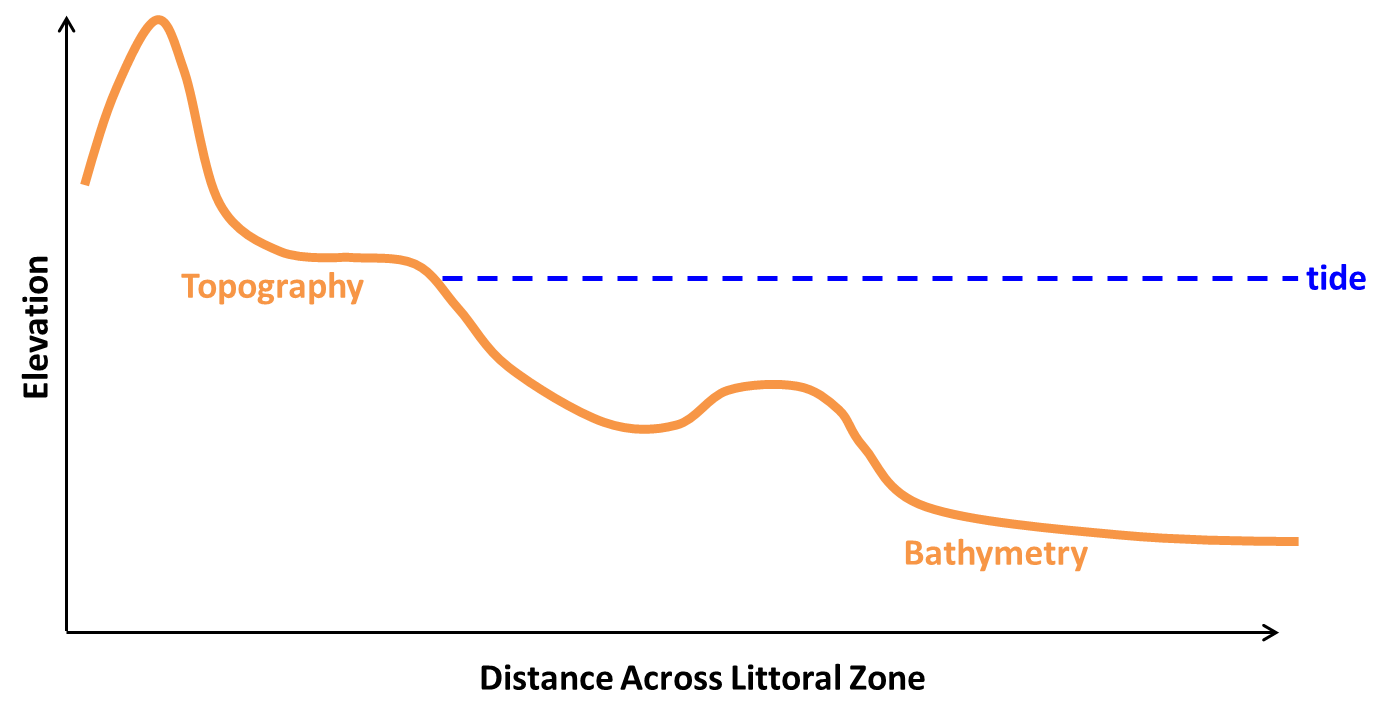 Elevation
Topography
tide
Bathymetry
Distance Across Littoral Zone